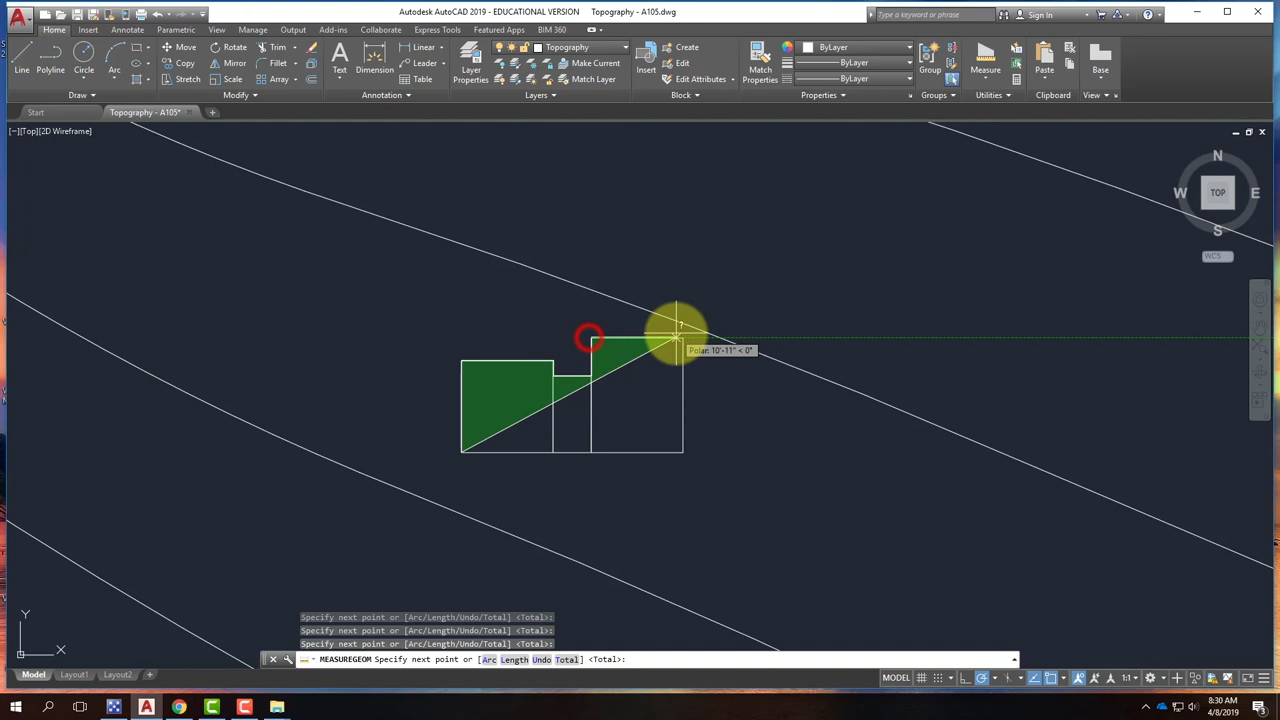 Autodesk AutoCAD 2019 - EDUCATIONAL VERSION Topography - A105.dwg
Type a keyword or phrase
Sign In
Home Insert Annotate Parametric View Manage Output Add-ins Collaborate Express Tools Featured Apps BIM 360
Move Rotate Trim Linear Topography Create ByLayer
Line Polyline Circle Arc Copy Mirror Fillet Text Dimension Leader Layer Properties Make Current Insert Edit Match Properties ByLayer Group Measure Paste Base
Stretch Scale Array Table Match Layer Edit Attributes ByLayer
Draw Modify Annotation Layers Block Properties Groups Utilities Clipboard View
Start Topography - A105* +
[−][Top][2D Wireframe]
N
W TOP E
S
WCS
?
Polar: 10'-11" < 0°
Y
X
Specify next point or [Arc/Length/Undo/Total] <Total>:
Specify next point or [Arc/Length/Undo/Total] <Total>:
Specify next point or [Arc/Length/Undo/Total] <Total>:
MEASUREGEOM Specify next point or [Arc Length Undo Total] <Total>:
Model Layout1 Layout2 +
MODEL 1:1
8:30 AM
4/8/2019